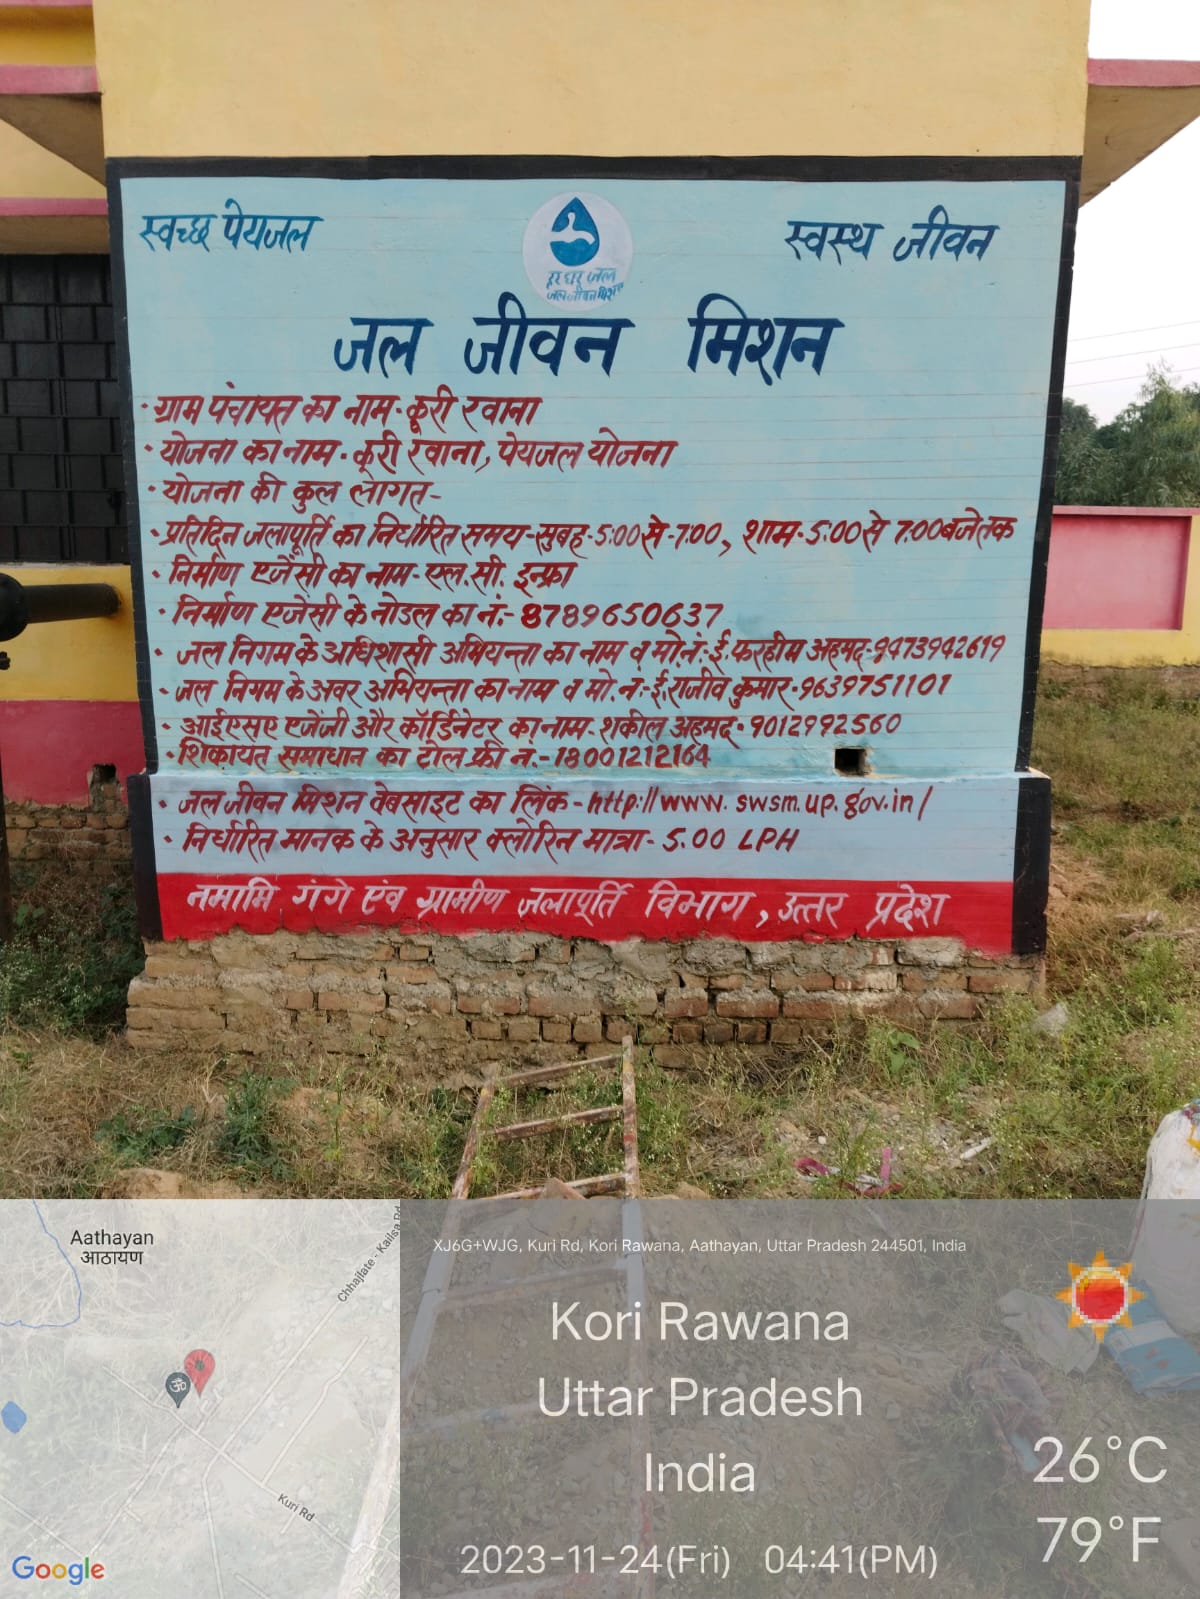 स्वच्छ पेयजल
स्वस्थ जीवन
हर घर जल
जल जीवन मिशन
जल जीवन मिशन
· ग्राम पंचायत का नाम - कूरी रवाना
· योजना का नाम - कूरी रवाना, पेयजल योजना
· योजना की कुल लागत -
· प्रतिदिन जलापूर्ति का निर्धारित समय - सुबह - 5:00 से - 7:00, शाम - 5:00 से 7:00 बजे तक
· निर्माण एजेंसी का नाम - एल.सी. इन्फ्रा
· निर्माण एजेसी के नोडल का नं.- 8789650637
· जल निगम के अधिशासी अभियन्ता का नाम व मो.नं.- ई. फरहीम अहमद - 9473942619
· जल निगम के अवर अभियन्ता का नाम व मो. नं.- ई. राजीव कुमार - 9639751101
· आईएसए एजेंजी और कॉर्डिनेटर का नाम - शकील अहमद - 9012992560
· शिकायत समाधान का टोल फ्री नं.- 18001212164
· जल जीवन मिशन वेबसाइट का लिंक - http://www.swsm.up.gov.in/
· निर्धारित मानक के अनुसार क्लोरिन मात्रा - 5.00 LPH
नमामि गंगे एंव ग्रामीण जलापूर्ति विभाग, उत्तर प्रदेश
Aathayan
आठायण
Chhajlate - Kailsa Rd
Kuri Rd
Google
XJ6G+WJG, Kuri Rd, Kori Rawana, Aathayan, Uttar Pradesh 244501, India
Kori Rawana
Uttar Pradesh
India
2023-11-24(Fri) 04:41(PM)
26°C
79°F